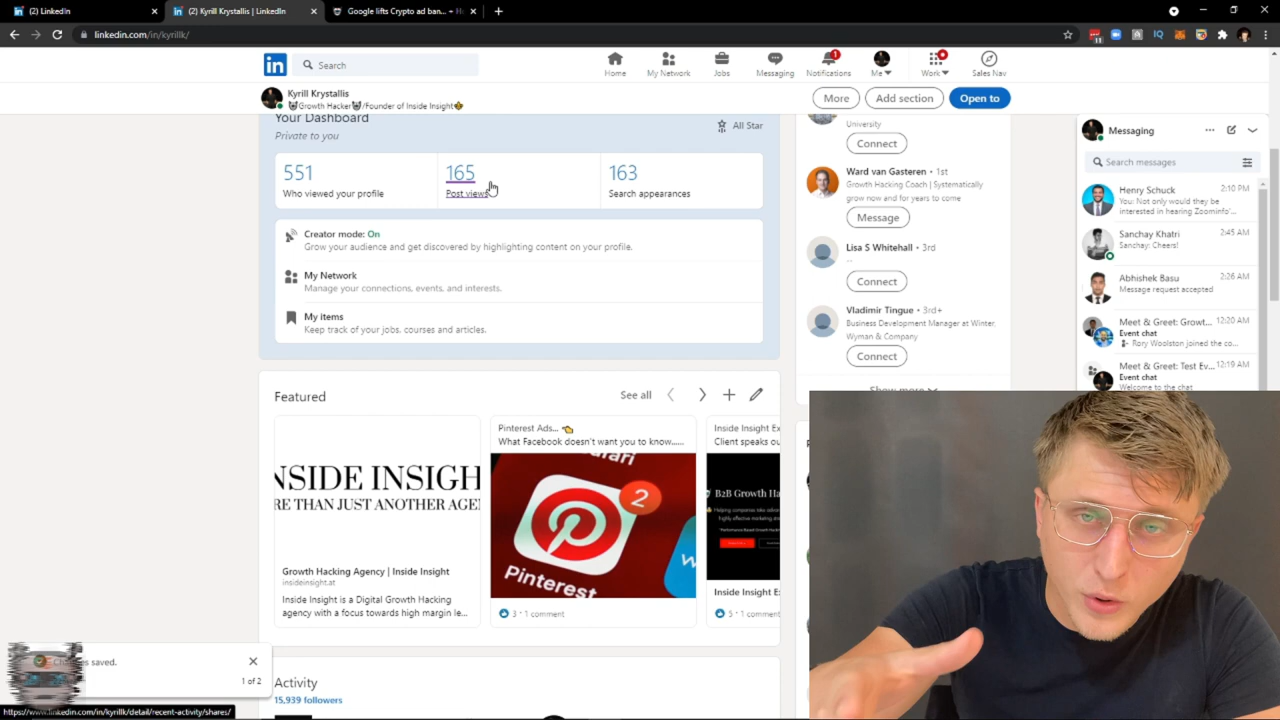 (2) LinkedIn
(2) Kyrill Krystallis | LinkedIn
Google lifts Crypto ad ban...
linkedin.com/in/kyrillk/
11
in
Search
Home
My Network
Jobs
Messaging
1
Notifications
Me
Work
Sales Nav
Kyrill Krystallis
Growth Hacker
/Founder of Inside Insight
More
Add section
Open to
Your Dashboard
Private to you
All Star
551
Who viewed your profile
165
Post views
163
Search appearances
Creator mode: On
Grow your audience and get discovered by highlighting content on your profile.
My Network
Manage your connections, events, and interests.
My items
Keep track of your jobs, courses and articles.
Featured
See all
NSIDE INSIGH
RE THAN JUST ANOTHER AGE
Growth Hacking Agency | Inside Insight
insideinsight.at
Inside Insight is a Digital Growth Hacking
agency with a focus towards high margin le...
Pinterest Ads...
What Facebook doesn't want you to know......
2
Pinterest
3 · 1 comment
Inside Insight Ex
Client speaks ou
B2B Growth Ha
Inside Insight E
5 · 1 comme
Activity
15,939 followers
University
Connect
Ward van Gasteren • 1st
Growth Hacking Coach | Systematically
grow now and for years to come
Message
Lisa S Whitehall • 3rd
--
Connect
Vladimir Tingue • 3rd+
Business Development Manager at Winter,
Wyman & Company
Connect
Show more
Messaging
Search messages
Henry Schuck
2:10 PM
You: Not only would they be
interested in hearing Zoominfo'...
Sanchay Khatri
2:45 AM
Sanchay: Cheers!
Abhishek Basu
2:26 AM
Message request accepted
Meet & Greet: Growt...
12:20 AM
Event chat
Rory Woolston joined the co...
Meet & Greet: Test Ev...
12:19 AM
Event chat
Welcome to the chat
s saved.
1 of 2
https://www.linkedin.com/in/kyrillk/detail/recent-activity/shares/